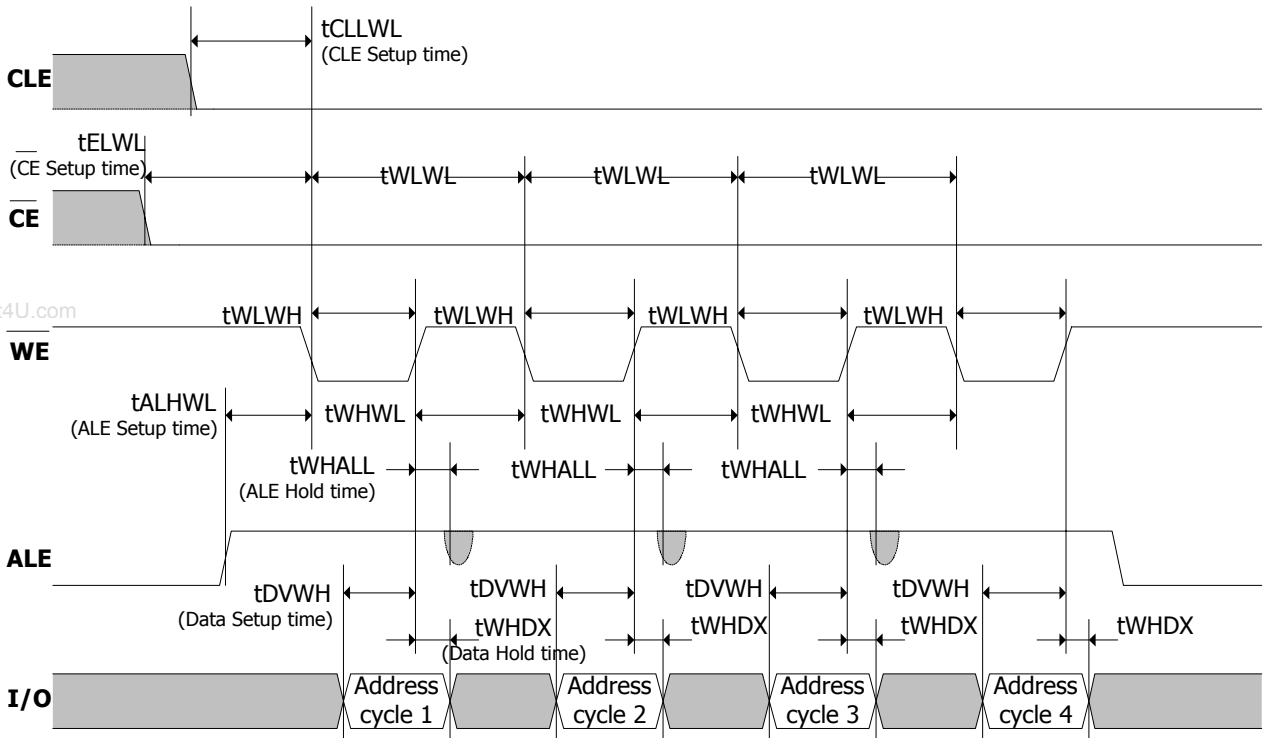 tCLLWL
(CLE Setup time)
CLE
tELWL
(CE Setup time)
tWLWL tWLWL tWLWL
CE
t4U.com
tWLWH tWLWH tWLWH tWLWH
WE
tALHWL
(ALE Setup time)
tWHWL tWHWL tWHWL
tWHALL tWHALL tWHALL
(ALE Hold time)
ALE
tDVWH tDVWH tDVWH tDVWH
(Data Setup time)
tWHDX tWHDX tWHDX tWHDX
(Data Hold time)
I/O
Address
cycle 1
Address
cycle 2
Address
cycle 3
Address
cycle 4